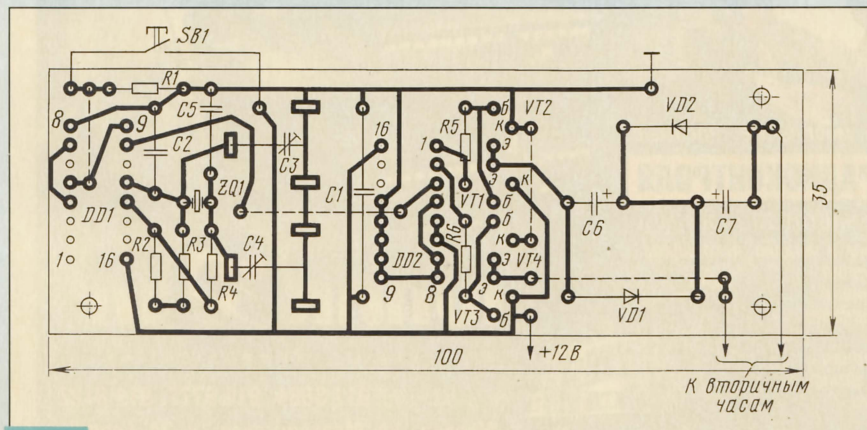 SB1
R1
C5
8
9
C2
C3
ZQ1
DD1
R2
R3
C4
R4
1
16
C1
16
1
R5
б
VT2
к
э
э
VT1
к
б
б
R6
DD2
к
VT4
э
э
к
9
8
VT3
б
+12В
VD2
C6
+
+
C7
VD1
35
100
К вторичным
часам